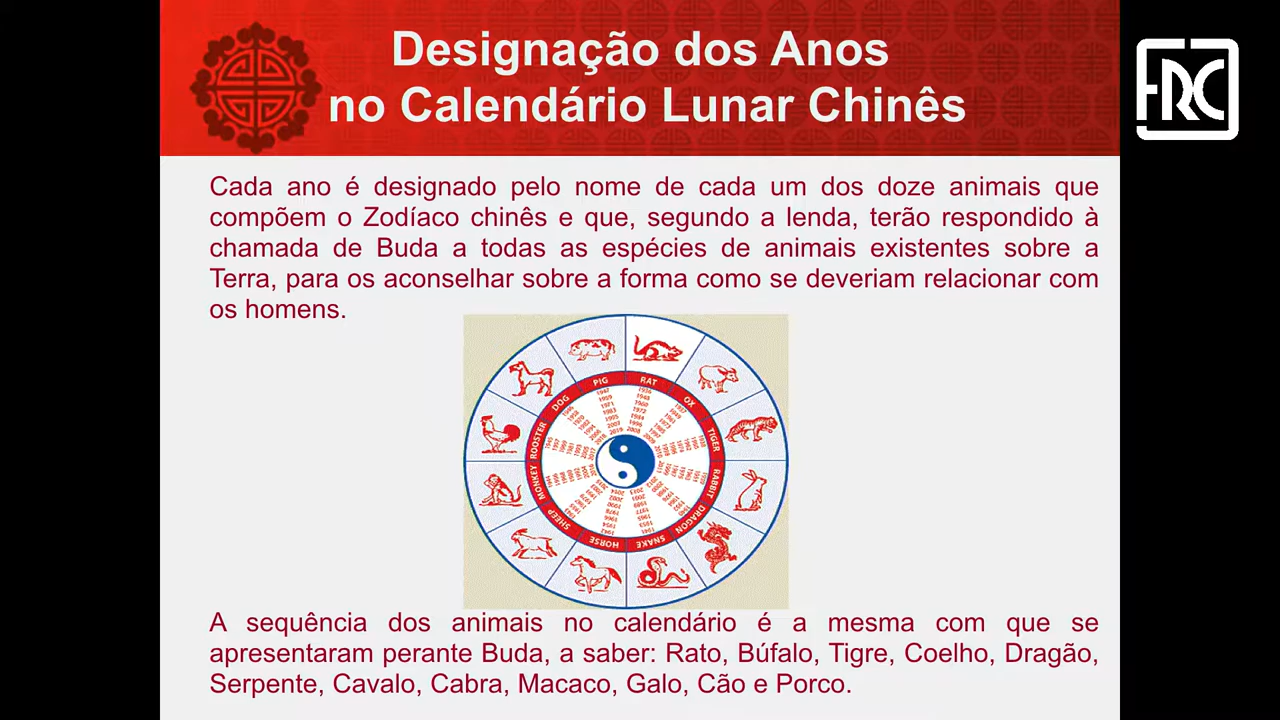 Designação dos Anos
no Calendário Lunar Chinês
FRC
Cada ano é designado pelo nome de cada um dos doze animais que
compõem o Zodíaco chinês e que, segundo a lenda, terão respondido à
chamada de Buda a todas as espécies de animais existentes sobre a
Terra, para os aconselhar sobre a forma como se deveriam relacionar com
os homens.
RAT
OX
TIGER
RABBIT
DRAGON
SNAKE
HORSE
SHEEP
MONKEY
ROOSTER
DOG
PIG
A sequência dos animais no calendário é a mesma com que se
apresentaram perante Buda, a saber: Rato, Búfalo, Tigre, Coelho, Dragão,
Serpente, Cavalo, Cabra, Macaco, Galo, Cão e Porco.